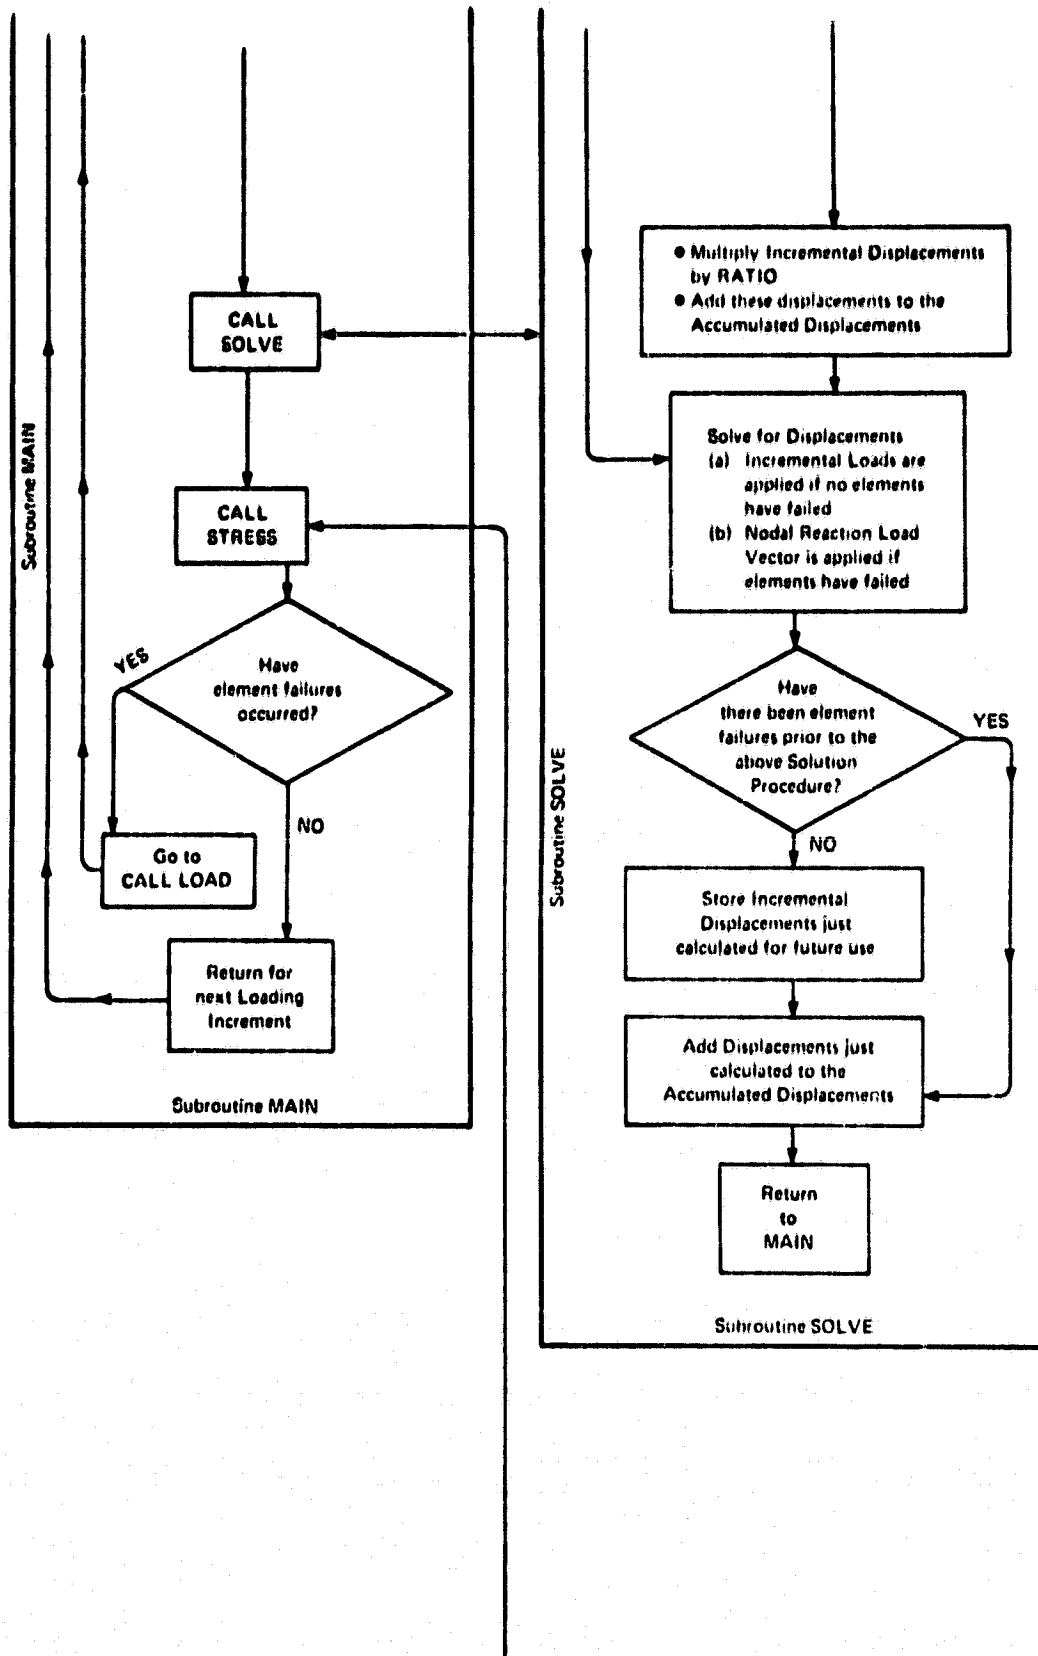 CALL
SOLVE
Subroutine MAIN
CALL
STRESS
YES
Have
element failures
occurred?
NO
Go to
CALL LOAD
Return for
next Loading
Increment
Subroutine MAIN
● Multiply Incremental Displacements
by RATIO
● Add these displacements to the
Accumulated Displacements
Solve for Displacements
(a) Incremental Loads are
applied if no elements
have failed
(b) Nodal Reaction Load
Vector is applied if
elements have failed
Have
there been element
failures prior to the
above Solution
Procedure?
YES
Subroutine SOLVE
NO
Store Incremental
Displacements just
calculated for future use
Add Displacements just
calculated to the
Accumulated Displacements
Return
to
MAIN
Subroutine SOLVE